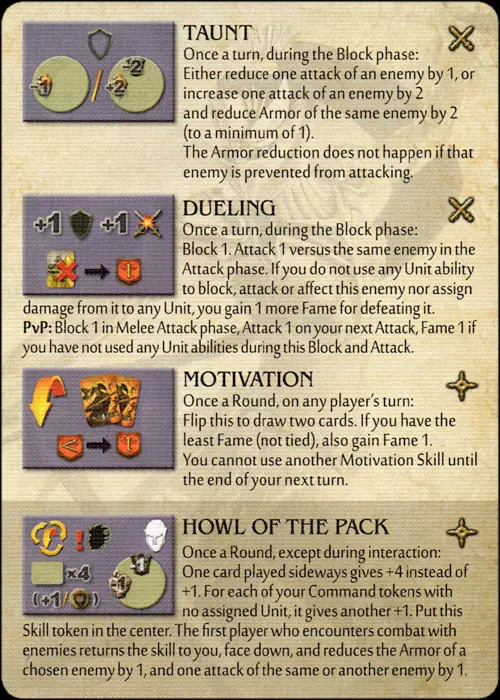 TAUNT
Once a turn, during the Block phase:
Either reduce one attack of an enemy by 1, or
increase one attack of an enemy by 2
and reduce Armor of the same enemy by 2
(to a minimum of 1).
The Armor reduction does not happen if that
enemy is prevented from attacking.
-1 / -2 +2
DUELING
Once a turn, during the Block phase:
Block 1. Attack 1 versus the same enemy in the
Attack phase. If you do not use any Unit ability
to block, attack or affect this enemy nor assign
damage from it to any Unit, you gain 1 more Fame for defeating it.
PvP: Block 1 in Melee Attack phase, Attack 1 on your next Attack, Fame 1 if
you have not used any Unit abilities during this Block and Attack.
+1 +1
1
MOTIVATION
Once a Round, on any player's turn:
Flip this to draw two cards. If you have the
least Fame (not tied), also gain Fame 1.
You cannot use another Motivation Skill until
the end of your next turn.
< 1
HOWL OF THE PACK
Once a Round, except during interaction:
One card played sideways gives +4 instead of
+1. For each of your Command tokens with
no assigned Unit, it gives another +1. Put this
Skill token in the center. The first player who encounters combat with
enemies returns the skill to you, face down, and reduces the Armor of a
chosen enemy by 1, and one attack of the same or another enemy by 1.
!
x4 -1 -1
(+1/ )